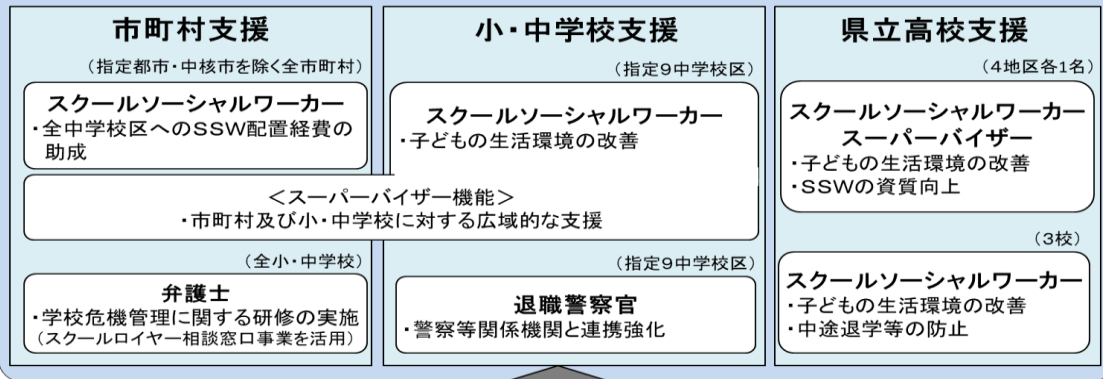 市町村支援
(指定都市・中核市を除く全市町村)
スクールソーシャルワーカー
・全中学校区へのSSW配置経費の
助成
小・中学校支援
(指定9中学校区)
スクールソーシャルワーカー
・子どもの生活環境の改善
＜スーパーバイザー機能＞
・市町村及び小・中学校に対する広域的な支援
(全小・中学校)
弁護士
・学校危機管理に関する研修の実施
(スクールロイヤー相談窓口事業を活用)
(指定9中学校区)
退職警察官
・警察等関係機関と連携強化
県立高校支援
(4地区各1名)
スクールソーシャルワーカー
スーパーバイザー
・子どもの生活環境の改善
・SSWの資質向上
(3校)
スクールソーシャルワーカー
・子どもの生活環境の改善
・中途退学等の防止